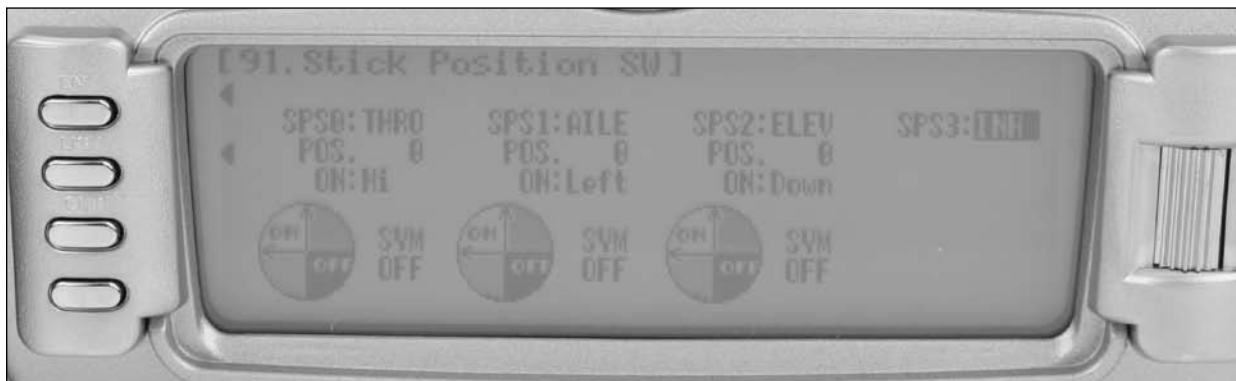 [91.Stick Position SW]
SPS0:THRO SPS1:AILE SPS2:ELEV SPS3:INH
POS. 0 POS. 0 POS. 0
ON:Hi ON:Left ON:Down
ON OFF SYM OFF ON OFF SYM OFF ON OFF SYM OFF